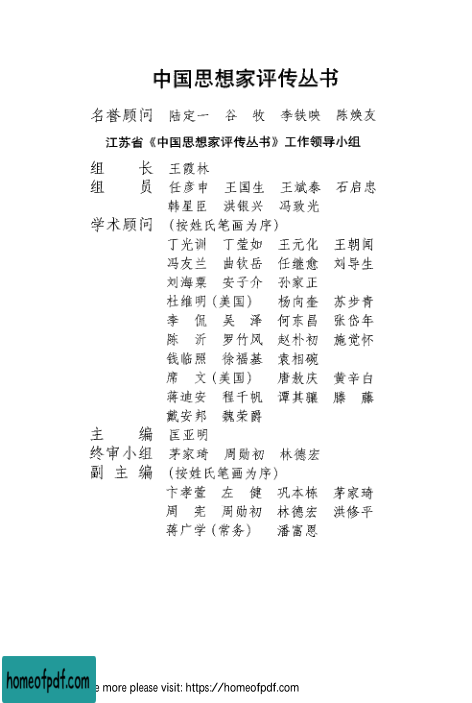 中国思想家评传丛书
名誉顾问 陆定一 谷 牧 李铁映 陈焕友
江苏省《中国思想家评传丛书》工作领导小组
组 长 王霞林
组 员 任彦申 王国生 王斌泰 石启忠
韩星臣 洪银兴 冯致光
学术顾问 (按姓氏笔画为序)
丁光训 丁莹如 王元化 王朝闻
冯友兰 曲钦岳 任继愈 刘导生
刘海粟 安子介 孙家正
杜维明(美国) 杨向奎 苏步青
李 侃 吴 泽 何东昌 张岱年
陈 沂 罗竹风 赵朴初 施觉怀
钱临照 徐福基 袁相碗
席 文(美国) 唐敖庆 黄辛白
蒋迪安 程千帆 谭其骧 滕 藤
戴安邦 魏荣爵
主 编 匡亚明
终审小组 茅家琦 周勋初 林德宏
副 主 编 (按姓氏笔画为序)
卞孝萱 左 健 巩本栋 茅家琦
周 宪 周勋初 林德宏 洪修平
蒋广学(常务) 潘富恩
homeofpdf.com
e more please visit: https://homeofpdf.com